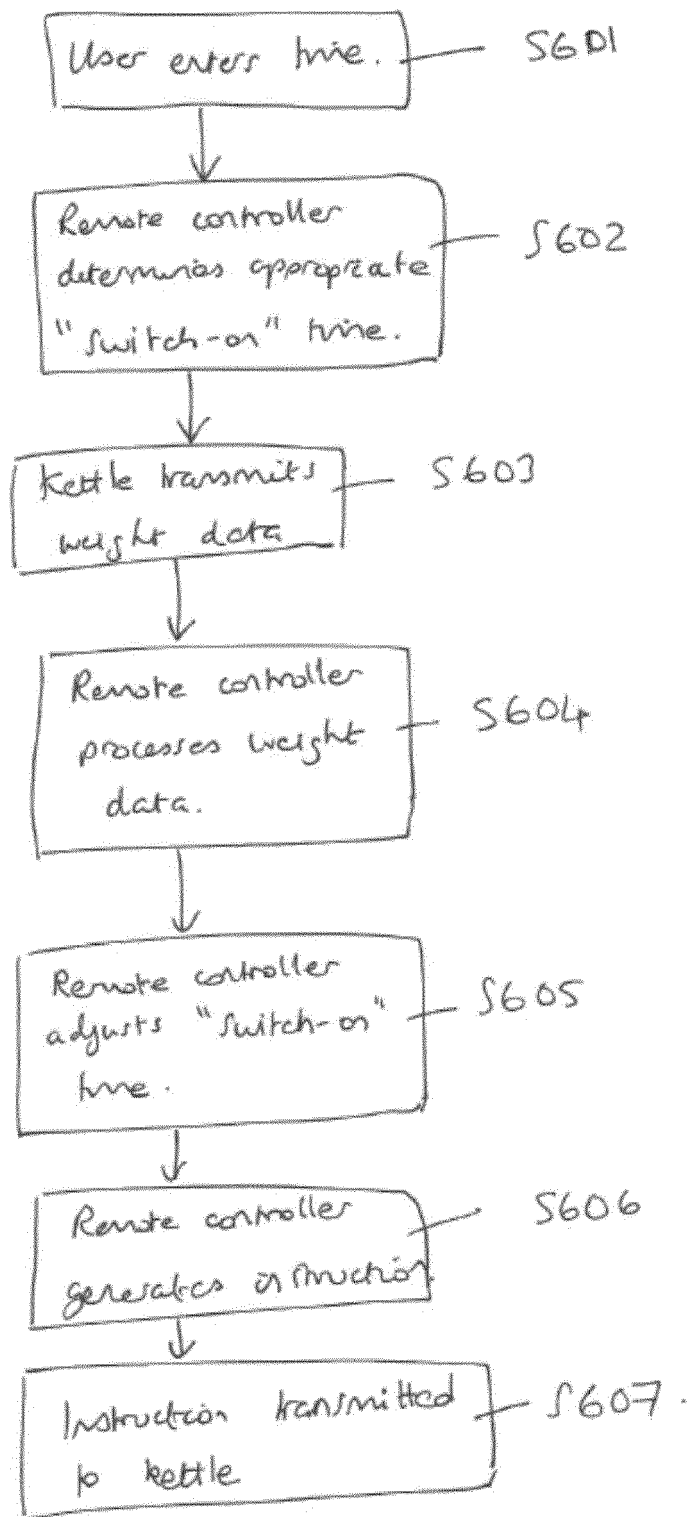 User enters time. S601
Remote controller
determines appropriate S602
"switch-on" time.
Kettle transmits S603
weight data
Remote controller
processes weight S604
data.
Remote controller
adjusts "switch-on" S605
time.
Remote controller S606
generates instruction.
Instruction transmitted S607.
to kettle